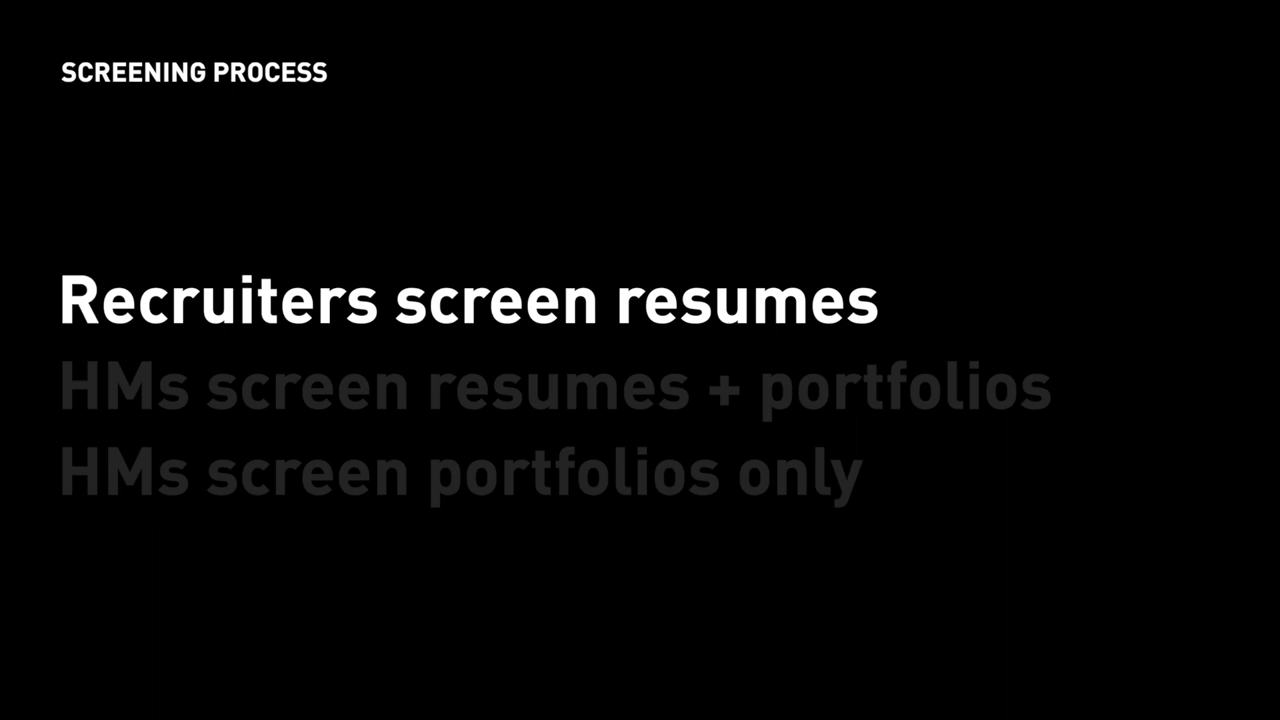 SCREENING PROCESS
Recruiters screen resumes
HMs screen resumes + portfolios
HMs screen portfolios only